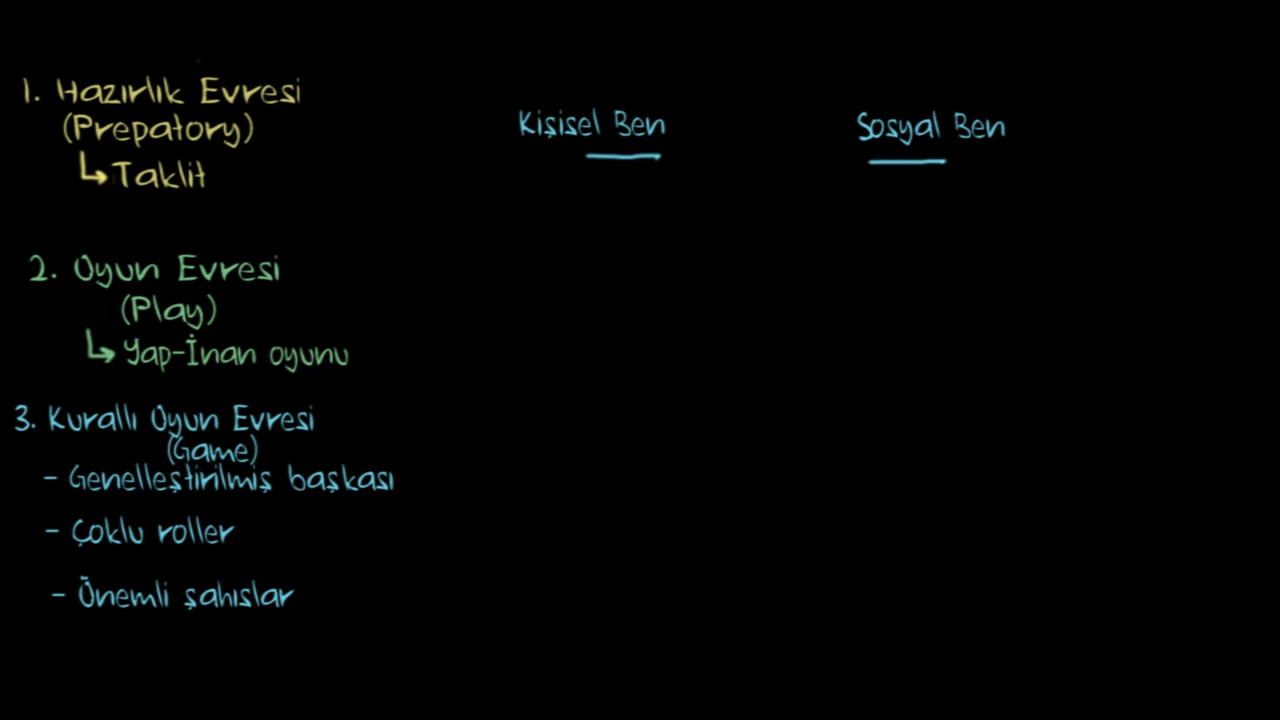 1. Hazırlık Evresi
(Prepatory)
↳ Taklit
Kişisel Ben
Sosyal Ben
2. Oyun Evresi
(Play)
↳ Yap-İnan oyunu
3. Kurallı Oyun Evresi
(Game)
- Genelleştirilmiş başkası
- Çoklu roller
- Önemli şahıslar